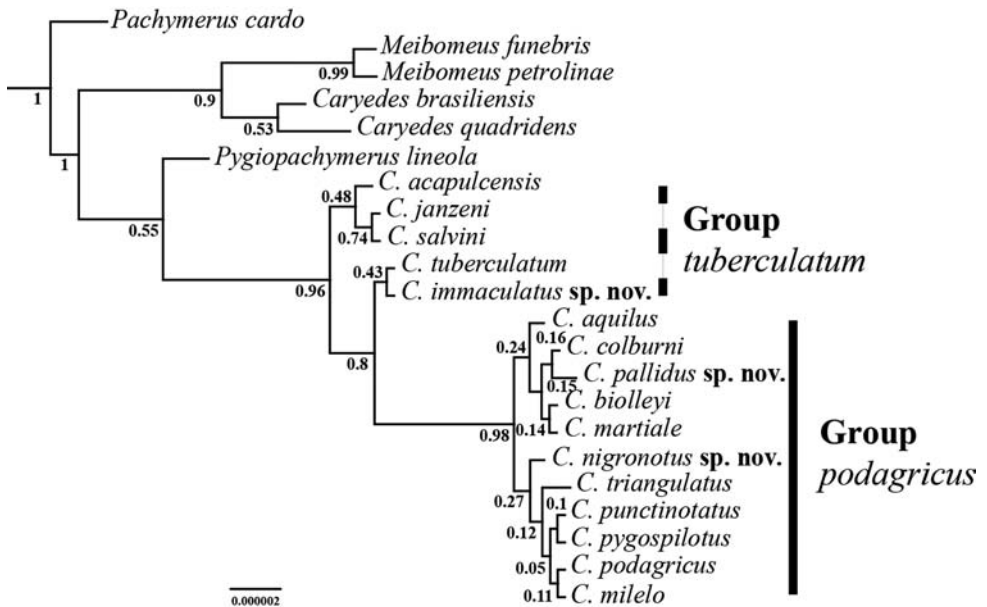 Pachymerus cardo
Meibomeus funebris
0.99
Meibomeus petrolinae
1
0.9
Caryedes brasiliensis
0.53
Caryedes quadridens
1
Pygiopachymerus lineola
C. acapulcensis
0.48
C. janzeni
0.55
0.74
C. salvini
Group
tuberculatum
0.43
C. tuberculatum
0.96
C. immaculatus sp. nov.
C. aquilus
0.16
0.24
C. colburni
0.8
C. pallidus sp. nov.
0.15
C. biolleyi
0.98
0.14
C. martiale
Group
podagricus
C. nigronotus sp. nov.
0.27
C. triangulatus
0.1
C. punctinotatus
0.12
C. pygospilotus
0.05
C. podagricus
0.11
C. milelo
0.000002